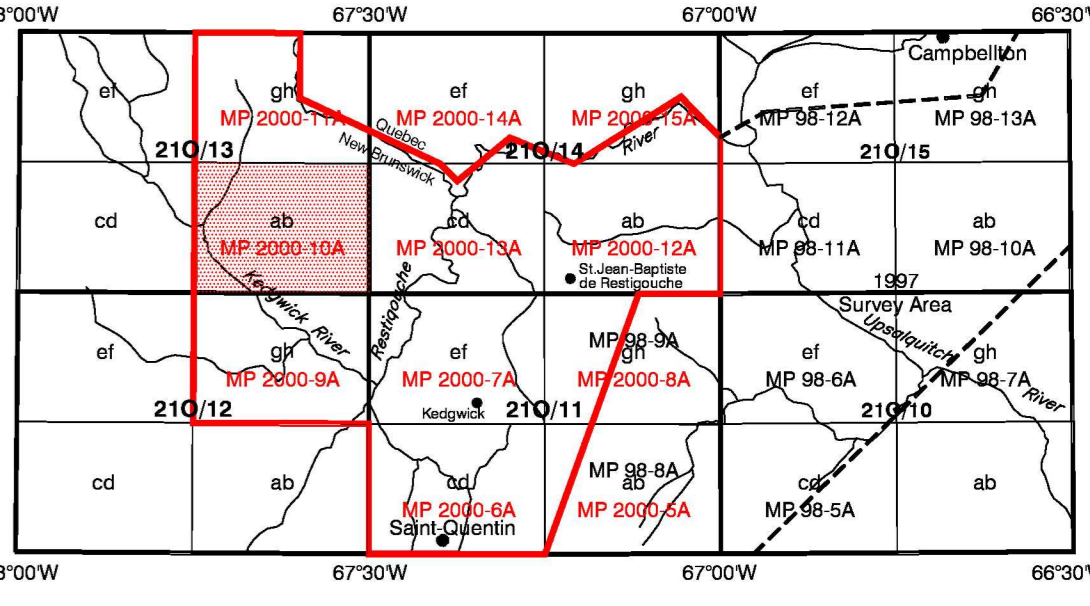 8°00'W 67°30'W 67°00'W 66°30'W
Campbellton
ef gh ef gh ef gh
MP 2000-11A MP 2000-14A MP 2000-15A MP 98-12A MP 98-13A
Quebec
New Brunswick
River
21O/13 21O/14 21O/15
cd ab cd ab cd ab
MP 2000-10A MP 2000-13A MP 2000-12A MP 98-11A MP 98-10A
St.Jean-Baptiste
de Restigouche
Kedgwick River
Restigouche
1997
Survey Area
Upsalquitch
River
MP 98-9A
ef gh ef gh ef gh
MP 2000-9A MP 2000-7A MP 2000-8A MP 98-6A MP 98-7A
Kedgwick
21O/12 21O/11 21O/10
MP 98-8A
cd ab cd ab cd ab
MP 2000-6A MP 2000-5A MP 98-5A
Saint-Quentin
8°00'W 67°30'W 67°00'W 66°30'W